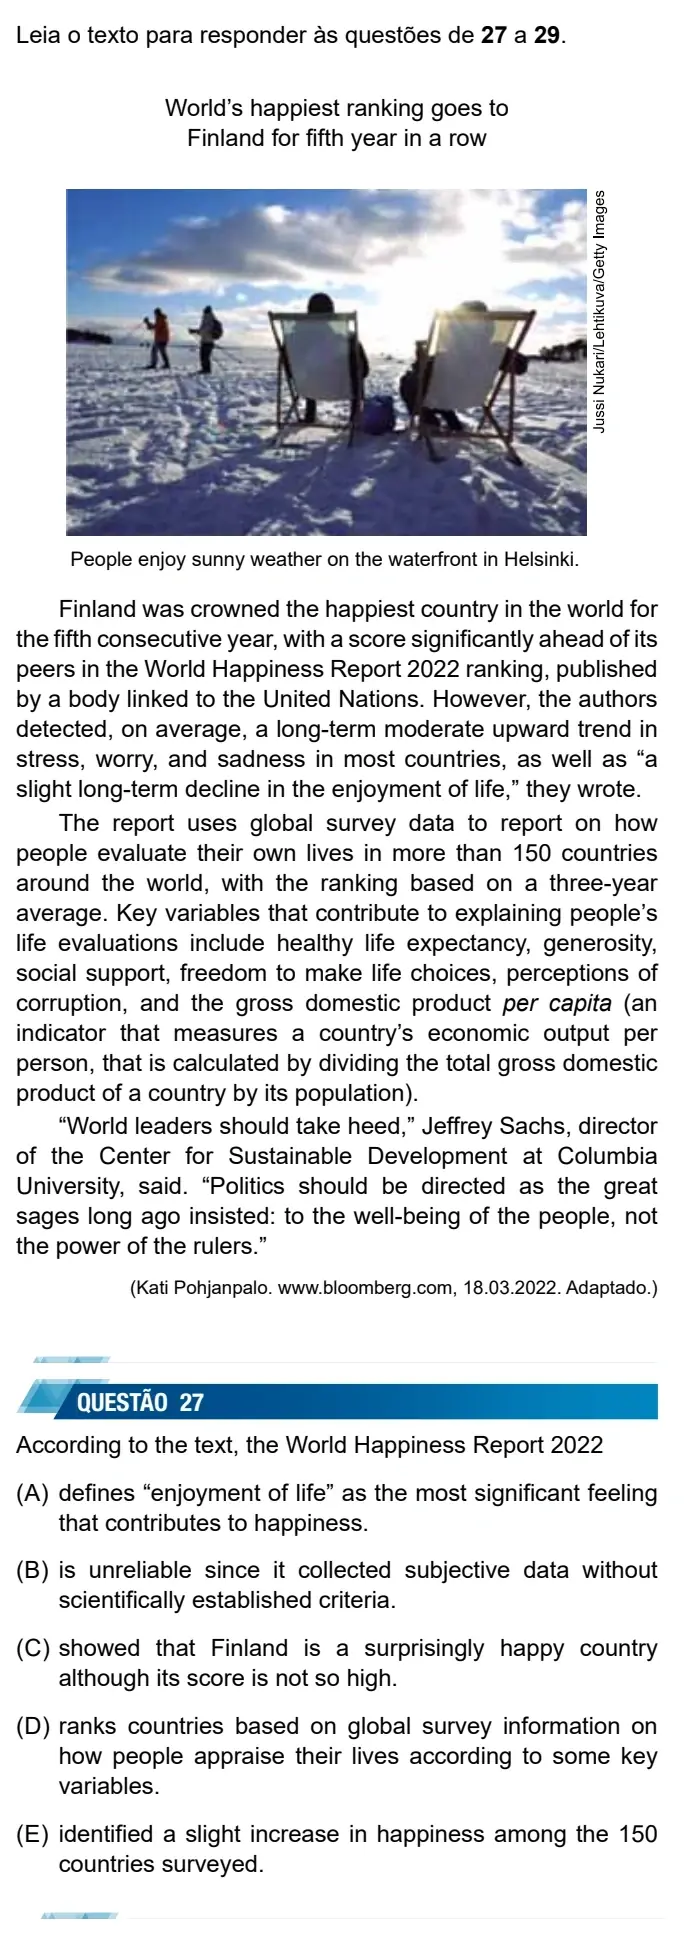 Leia o texto para responder às questões de 27 a 29.
World's happiest ranking goes to
Finland for fifth year in a row
Jussi Nukari/Lehtikuva/Getty Images
People enjoy sunny weather on the waterfront in Helsinki.
Finland was crowned the happiest country in the world for
the fifth consecutive year, with a score significantly ahead of its
peers in the World Happiness Report 2022 ranking, published
by a body linked to the United Nations. However, the authors
detected, on average, a long-term moderate upward trend in
stress, worry, and sadness in most countries, as well as “a
slight long-term decline in the enjoyment of life,” they wrote.
The report uses global survey data to report on how
people evaluate their own lives in more than 150 countries
around the world, with the ranking based on a three-year
average. Key variables that contribute to explaining people's
life evaluations include healthy life expectancy, generosity,
social support, freedom to make life choices, perceptions of
corruption, and the gross domestic product per capita (an
indicator that measures a country's economic output per
person, that is calculated by dividing the total gross domestic
product of a country by its population).
“World leaders should take heed,” Jeffrey Sachs, director
of the Center for Sustainable Development at Columbia
University, said. “Politics should be directed as the great
sages long ago insisted: to the well-being of the people, not
the power of the rulers.”
(Kati Pohjanpalo. www.bloomberg.com, 18.03.2022. Adaptado.)
QUESTÃO 27
According to the text, the World Happiness Report 2022
(A) defines “enjoyment of life” as the most significant feeling
that contributes to happiness.
(B) is unreliable since it collected subjective data without
scientifically established criteria.
(C) showed that Finland is a surprisingly happy country
although its score is not so high.
(D) ranks countries based on global survey information on
how people appraise their lives according to some key
variables.
(E) identified a slight increase in happiness among the 150
countries surveyed.